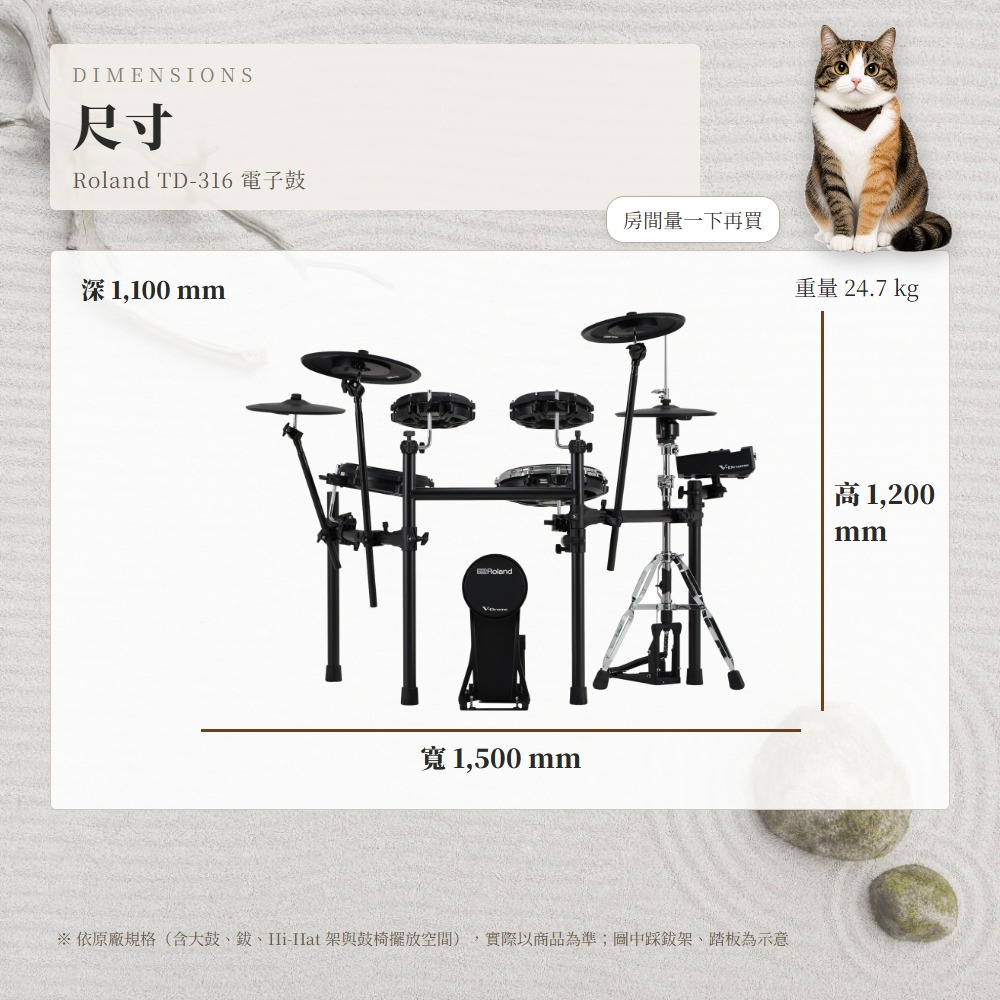 DIMENSIONS
尺寸
Roland TD-316 電子鼓
房間量一下再買
深 1,100 mm
重量 24.7 kg
V-Drums
高 1,200
mm
Roland
V-Drums
寬 1,500 mm
※ 依原廠規格（含大鼓、鈸、Hi-Hat 架與鼓椅擺放空間），實際以商品為準；圖中踩鈸架、踏板為示意